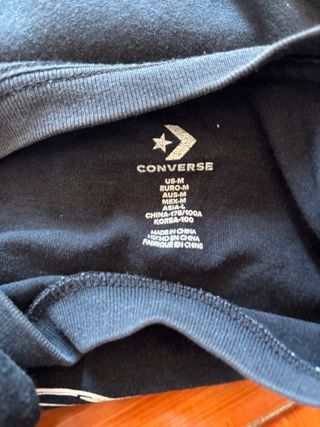 CONVERSE
US-M
EURO-M
AUS-M
MEX-M
ASIA-L
CHINA-175/100A
KOREA-100
MADE IN CHINA
HECHO EN CHINA
FABRIQUÉ EN CHINE